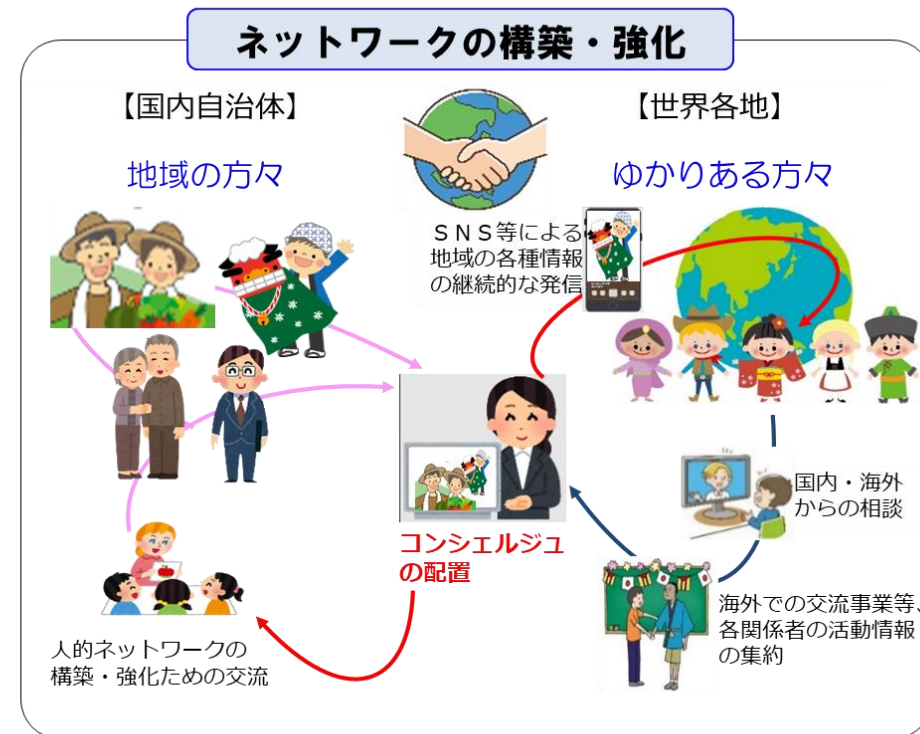 ネットワークの構築・強化
【国内自治体】
【世界各地】
地域の方々
ゆかりある方々
ＳＮＳ等による
地域の各種情報
の継続的な発信
コンシェルジュ
の配置
国内・海外
からの相談
海外での交流事業等、
各関係者の活動情報
の集約
人的ネットワークの
構築・強化ための交流